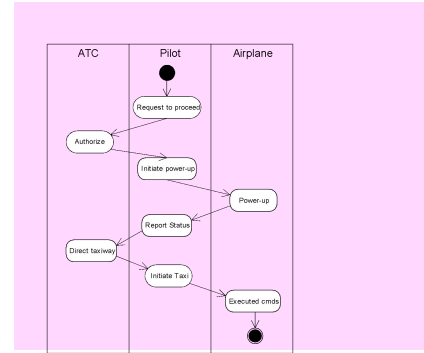 ATC Pilot Airplane
Request to proceed
Authorize
Initiate power-up
Power-up
Report Status
Direct taxiway
Initiate Taxi
Executed cmds